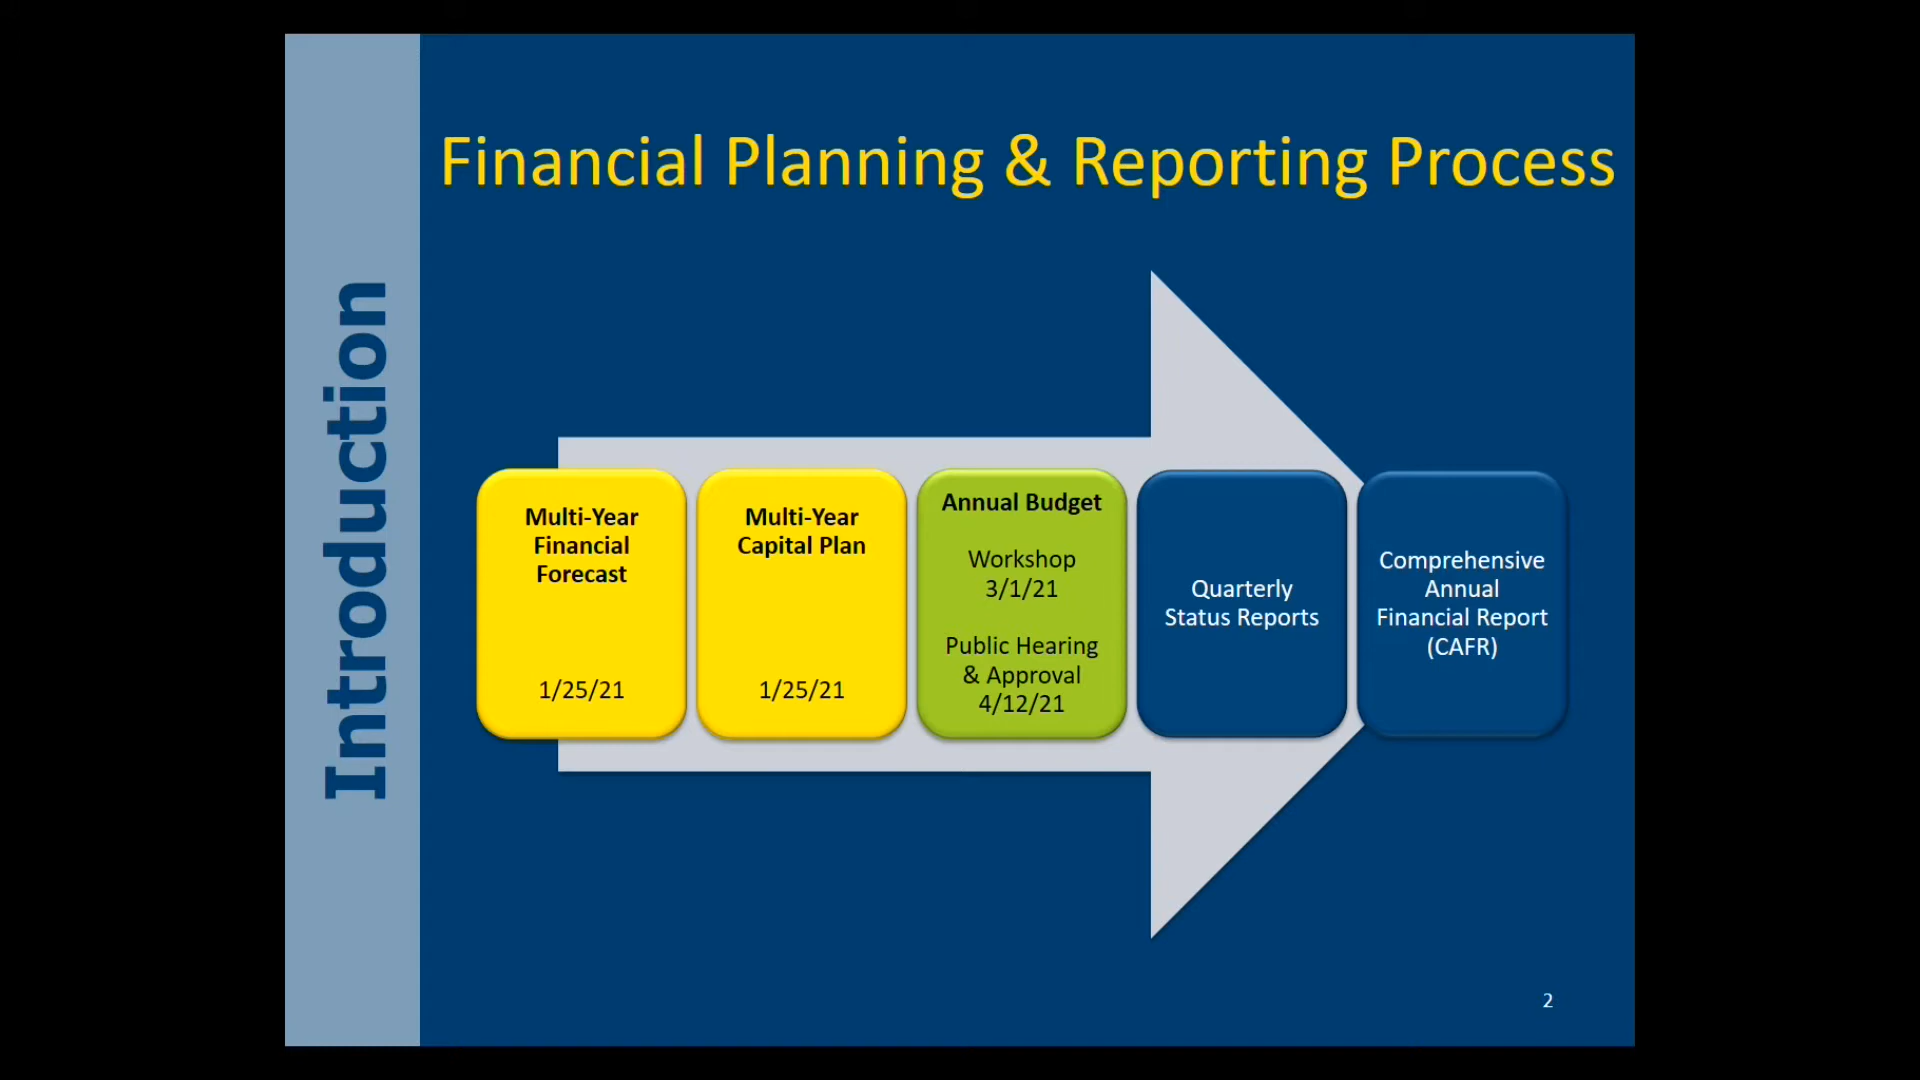 Introduction
Financial Planning & Reporting Process
Multi-Year
Financial
Forecast
1/25/21
Multi-Year
Capital Plan
1/25/21
Annual Budget
Workshop
3/1/21
Public Hearing
& Approval
4/12/21
Quarterly
Status Reports
Comprehensive
Annual
Financial Report
(CAFR)
2